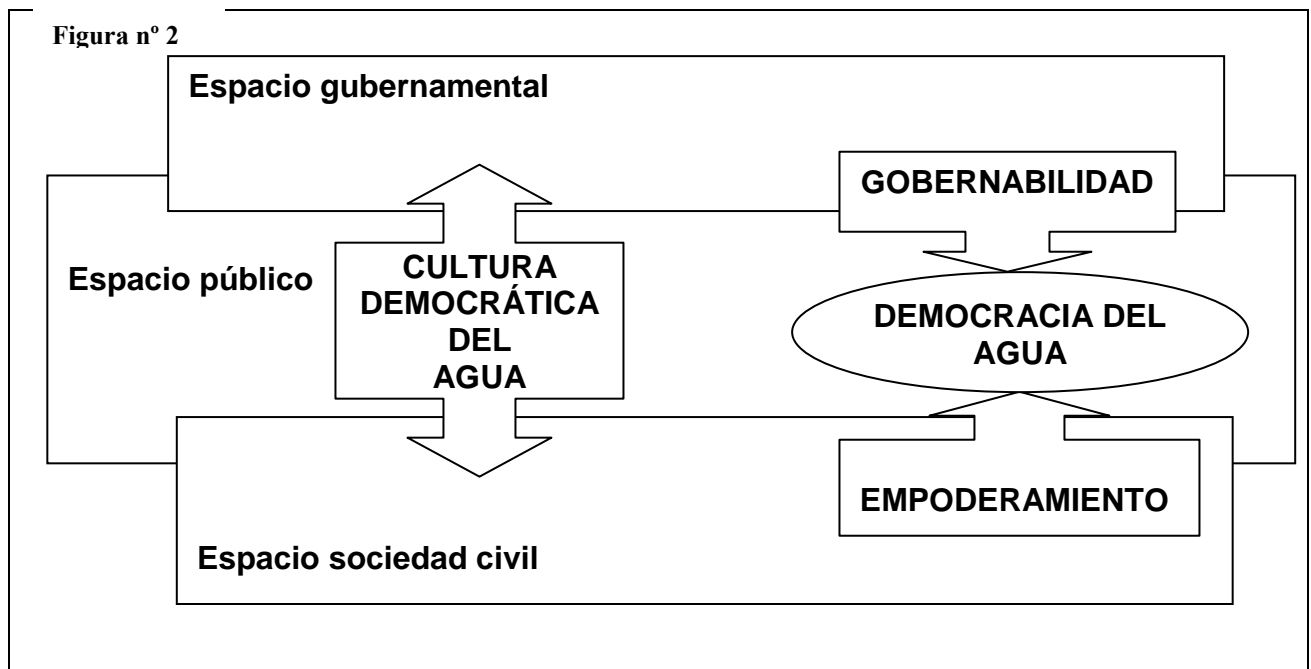 Figura nº 2
Espacio gubernamental
GOBERNABILIDAD
Espacio público
CULTURA
DEMOCRÁTICA
DEL
AGUA
DEMOCRACIA DEL
AGUA
EMPODERAMIENTO
Espacio sociedad civil